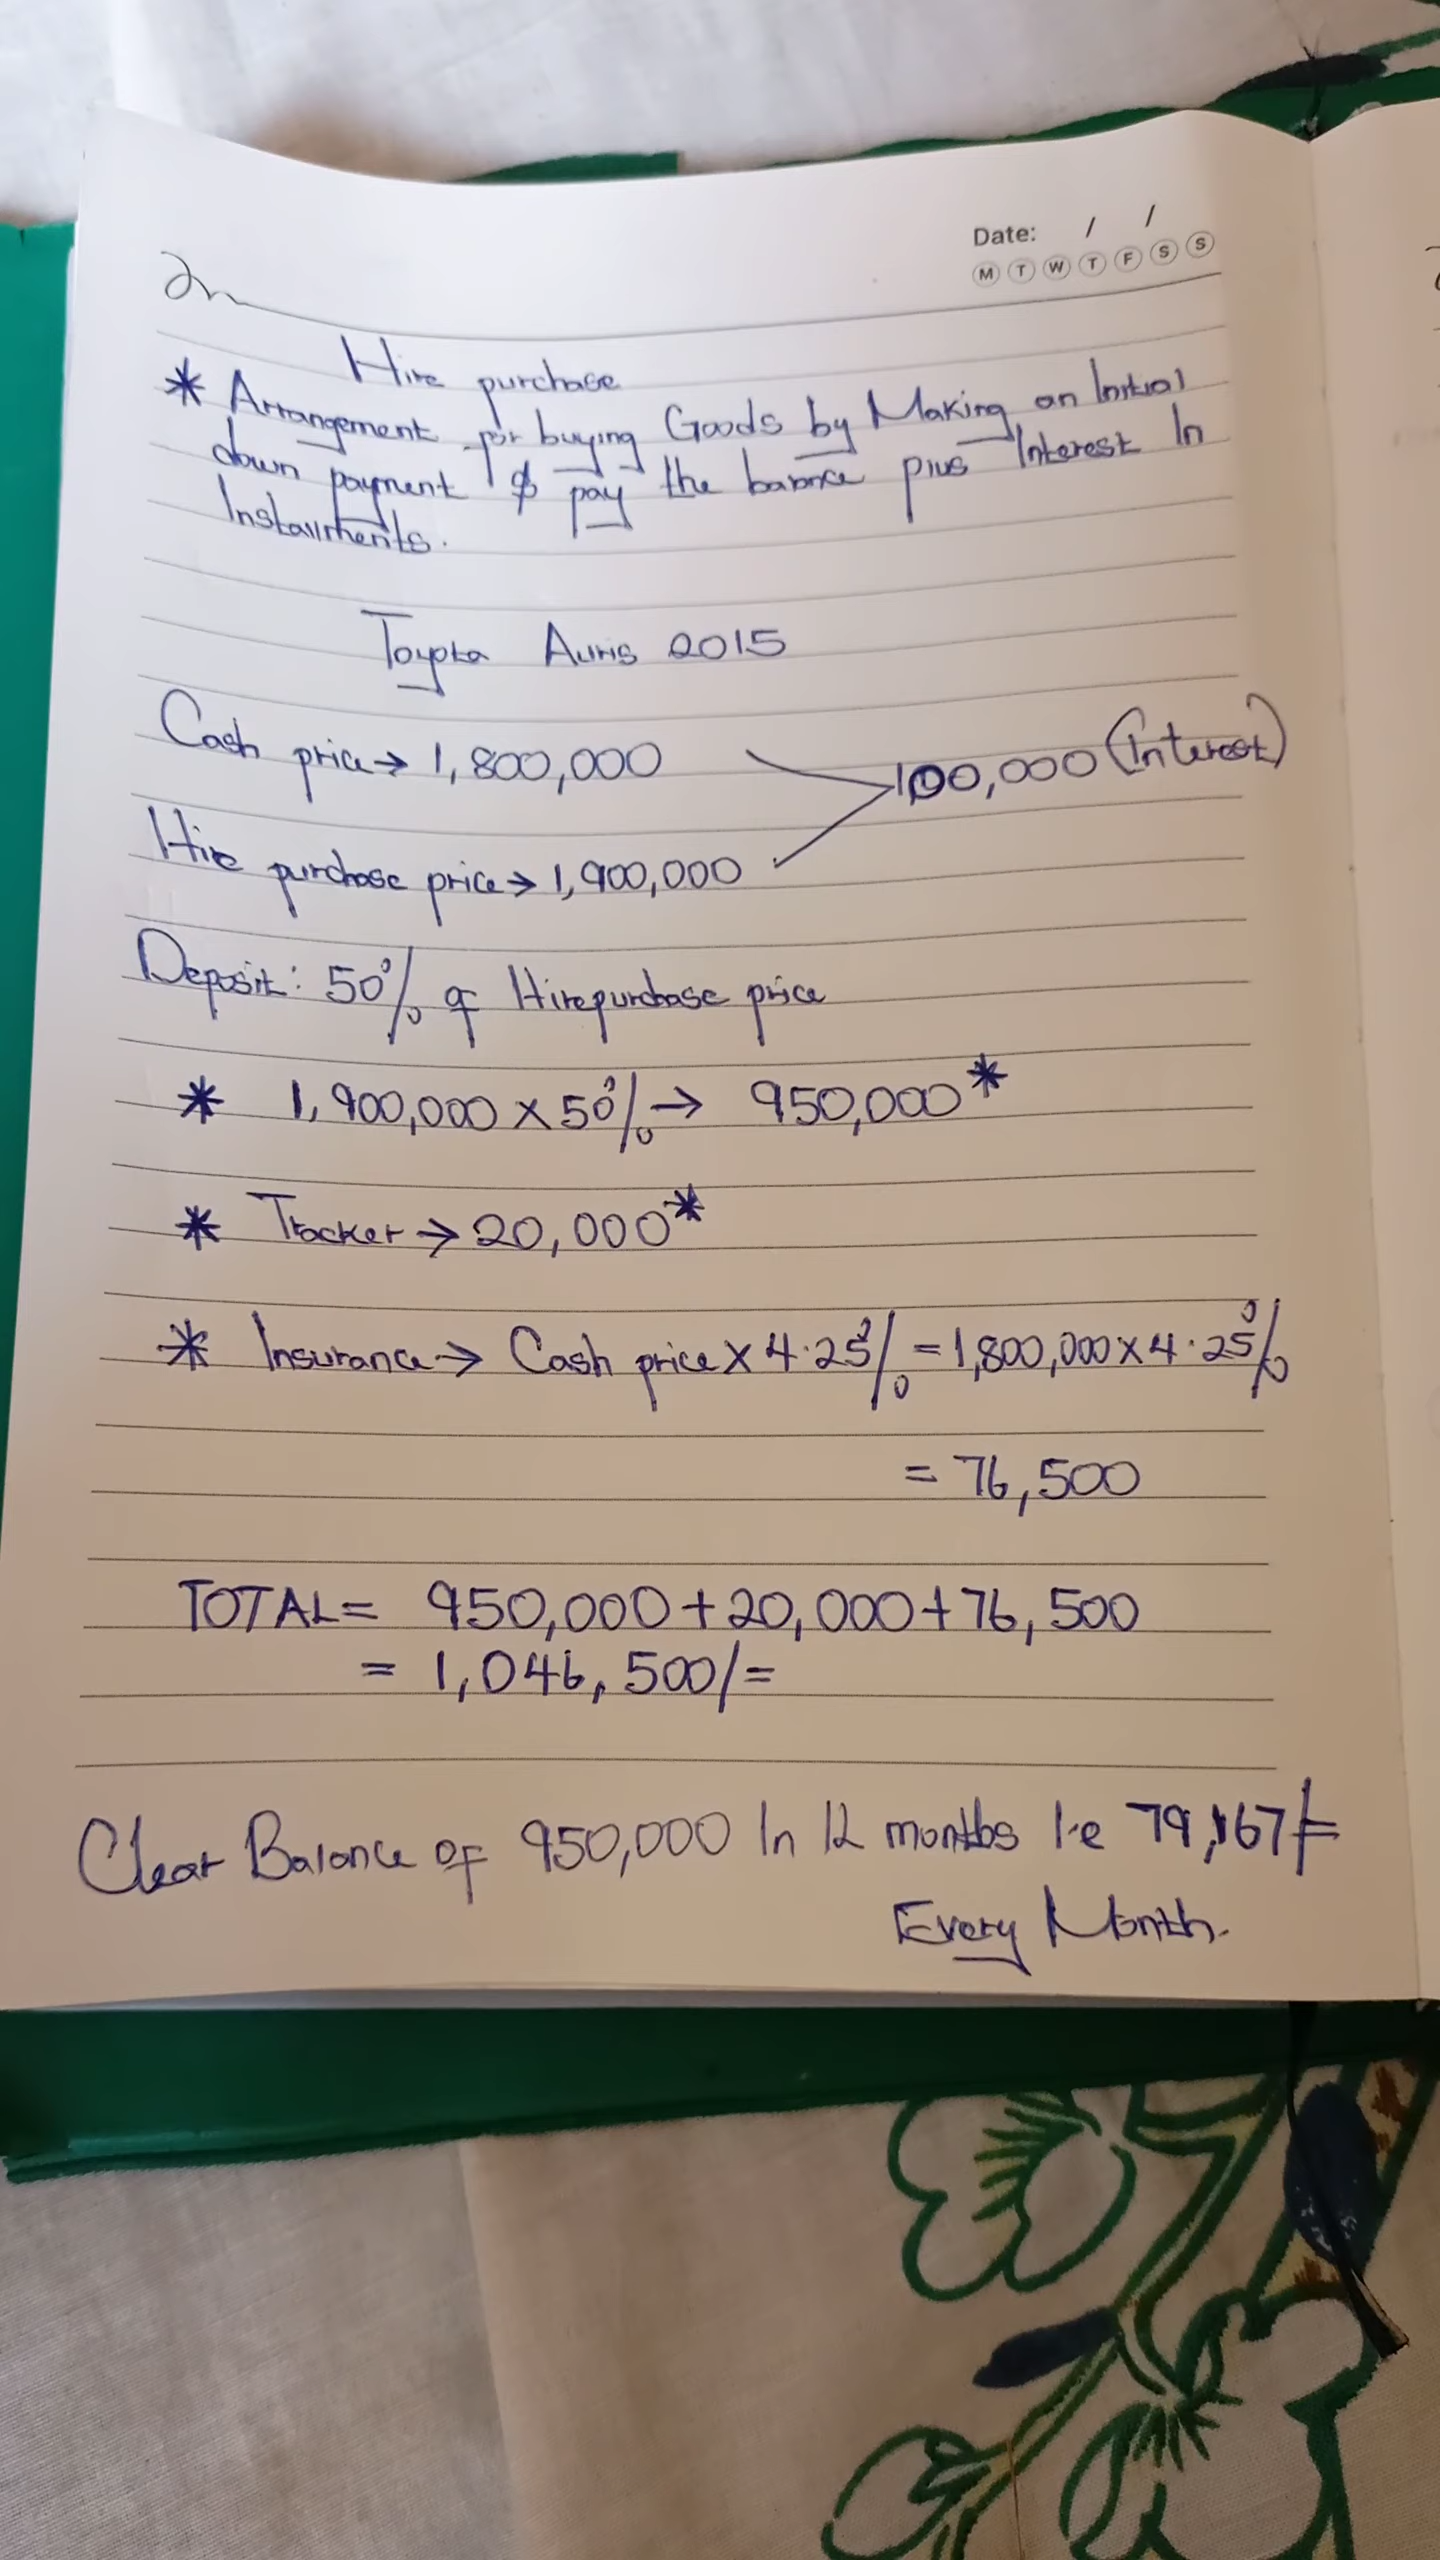 Date: / /
M T W T F S S
Hire purchase
* Arrangement for buying Goods by Making an Initial
down payment & pay the balance plus Interest In
Installments.
Toyota Auris 2015
Cash price → 1,800,000
100,000 (Interest)
Hire purchase price → 1,900,000
Deposit: 50% of Hirepurchase price
* 1,900,000 x 50% → 950,000*
* Tracker → 20,000*
* Insurance → Cash price x 4.25% = 1,800,000 x 4.25%
= 76,500
TOTAL = 950,000 + 20,000 + 76,500
= 1,046,500/=
Clear Balance of 950,000 In 12 months I.e 79,167/=
Every Month.